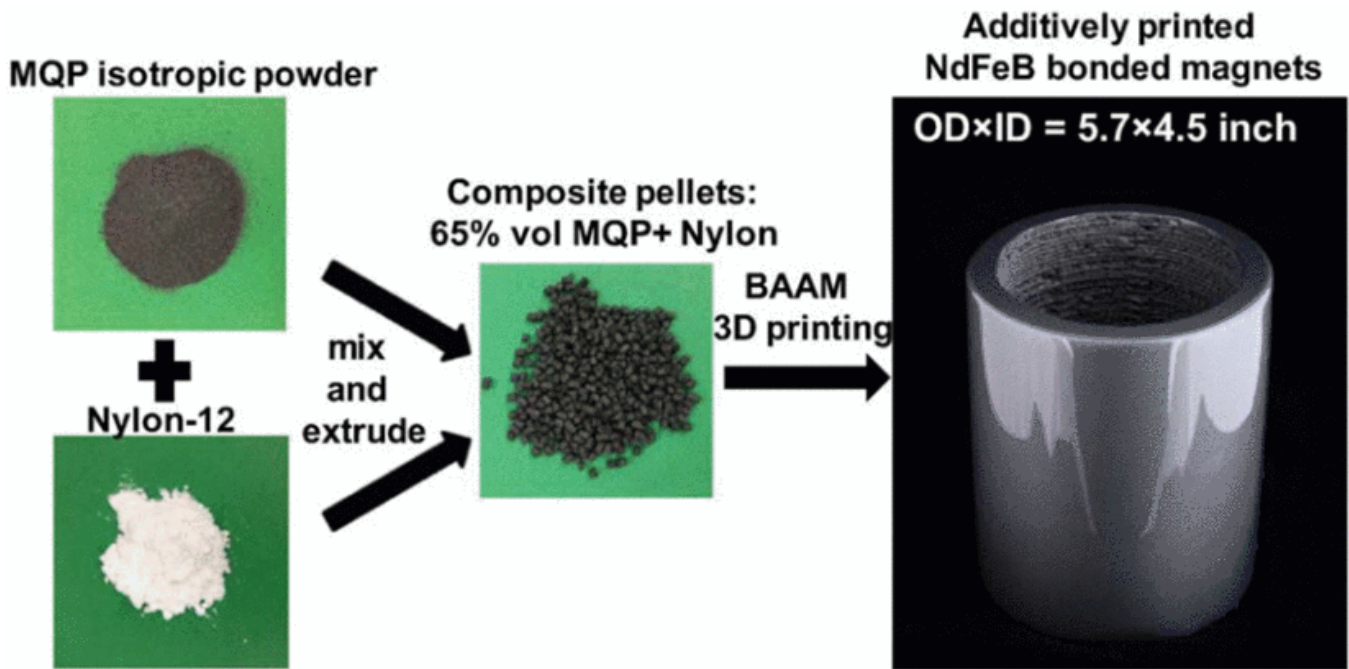 MQP isotropic powder
Nylon-12
mix
and
extrude
Composite pellets:
65% vol MQP+ Nylon
BAAM
3D printing
Additively printed
NdFeB bonded magnets
OD×ID = 5.7×4.5 inch